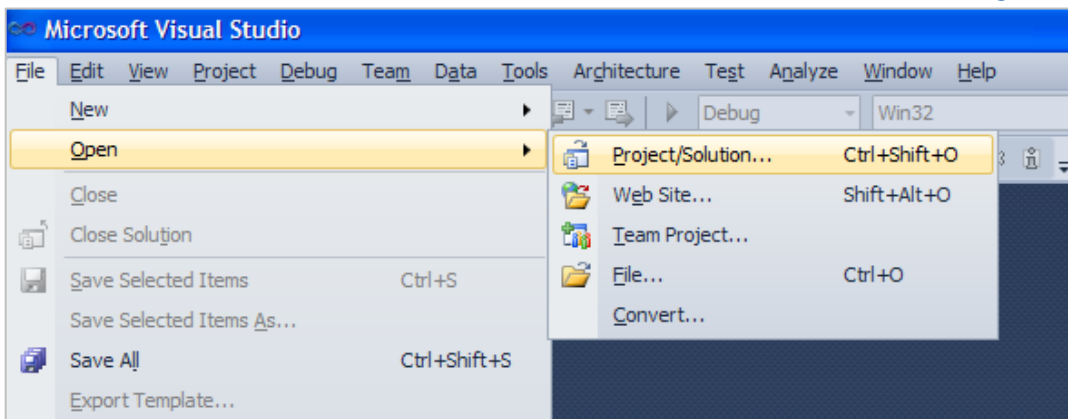 Microsoft Visual Studio
File Edit View Project Debug Team Data Tools Architecture Test Analyze Window Help
New
Debug Win32
Open
Project/Solution... Ctrl+Shift+O
Close
Web Site... Shift+Alt+O
Close Solution
Team Project...
Save Selected Items Ctrl+S
File... Ctrl+O
Save Selected Items As...
Convert...
Save All Ctrl+Shift+S
Export Template...